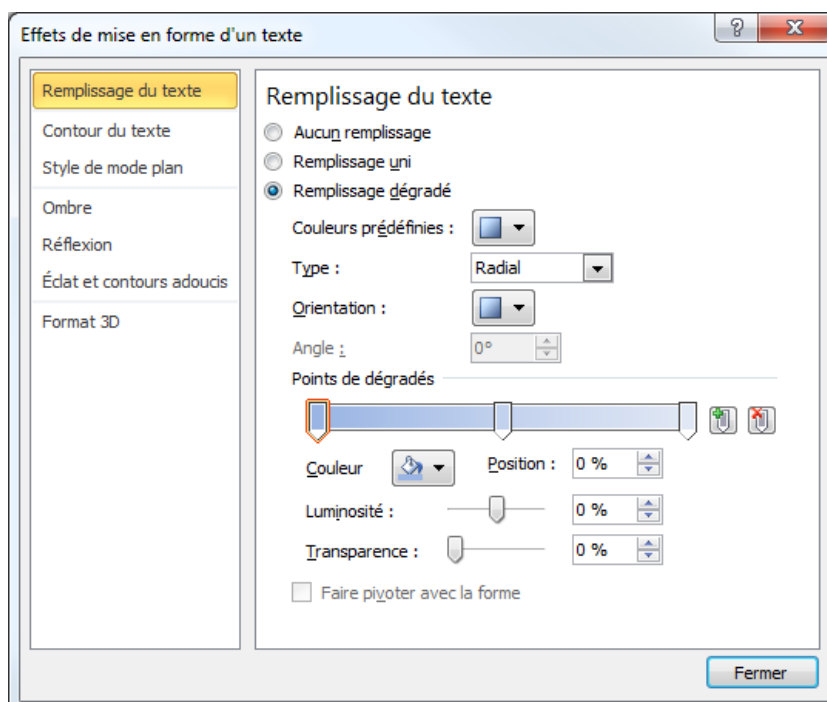 Effets de mise en forme d'un texte
Remplissage du texte
Contour du texte
Style de mode plan
Ombre
Réflexion
Éclat et contours adoucis
Format 3D
Remplissage du texte
Aucun remplissage
Remplissage uni
Remplissage dégradé
Couleurs prédéfinies :
Type : Radial
Orientation :
Angle : 0°
Points de dégradés
Couleur Position : 0 %
Luminosité : 0 %
Transparence : 0 %
Faire pivoter avec la forme
Fermer